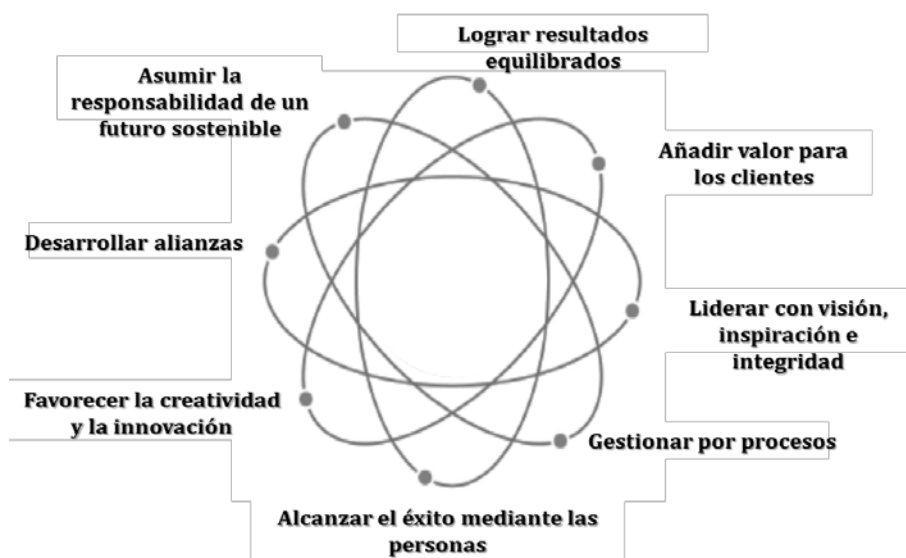 Lograr resultados
equilibrados
Asumir la
responsabilidad de un
futuro sostenible
Añadir valor para
los clientes
Desarrollar alianzas
Liderar con visión,
inspiración e
integridad
Favorecer la creatividad
y la innovación
Gestionar por procesos
Alcanzar el éxito mediante las
personas